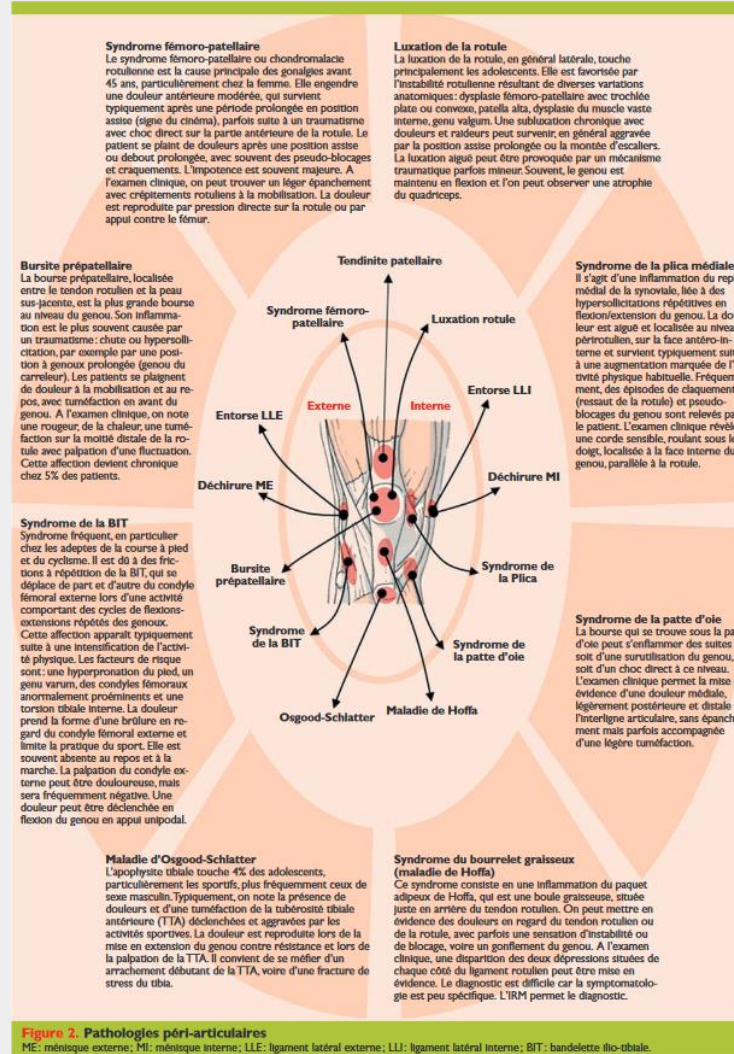 Syndrome fémoro-patellaire
Le syndrome fémoro-patellaire ou chondromalacie
rotulienne est la cause principale des gonalgies avant
45 ans, particulièrement chez la femme. Elle engendre
une douleur antérieure modérée, qui survient
typiquement après une période prolongée en position
assise (signe du cinéma), parfois suite à un traumatisme
avec choc direct sur la partie antérieure de la rotule. Le
patient se plaint de douleurs après une position assise
ou debout prolongée, avec souvent des pseudo-blocages
et craquements. L'impotence est souvent majeure. A
l'examen clinique, on peut trouver un léger épanchement
avec crépitements rotuliens à la mobilisation. La douleur
est reproduite par pression directe sur la rotule ou par
appui contre le fémur.
Luxation de la rotule
La luxation de la rotule, en général latérale, touche
principalement les adolescents. Elle est favorisée par
l'instabilité rotulienne résultant de diverses variations
anatomiques: dysplasie fémoro-patellaire avec trochlée
plate ou convexe, patella alta, dysplasie du muscle vaste
interne, genu valgum. Une subluxation chronique avec
douleurs et raideurs peut survenir, en général aggravée
par la position assise prolongée ou la montée d'escaliers.
La luxation aiguë peut être provoquée par un mécanisme
traumatique parfois mineur. Souvent, le genou est
maintenu en flexion et l'on peut observer une atrophie
du quadriceps.
Bursite prépatellaire
La bourse prépatellaire, localisée
entre le tendon rotulien et la peau
sus-jacente, est la plus grande bourse
au niveau du genou. Son inflamma-
tion est le plus souvent causée par
un traumatisme: chute ou hypersolli-
citation, par exemple par une posi-
tion à genoux prolongée (genou du
carreleur). Les patients se plaignent
de douleur à la mobilisation et au re-
pos, avec tuméfaction en avant du
genou. A l'examen clinique, on note
une rougeur, de la chaleur, une tumé-
faction sur la moitié distale de la ro-
tule avec palpation d'une fluctuation.
Cette affection devient chronique
chez 5% des patients.
Tendinite patellaire
Syndrome fémoro-
patellaire
Luxation rotule
Entorse LLI
Externe
Interne
Entorse LLE
Déchirure ME
Déchirure MI
Bursite
prépatellaire
Syndrome de
la Plica
Syndrome
de la BIT
Syndrome de
la patte d'oie
Osgood-Schlatter
Maladie de Hoffa
Syndrome de la plica médiale
Il s'agit d'une inflammation du repl
médial de la synoviale, liée à des
hypersollicitations répétitives en
flexion/extension du genou. La dou
leur est aiguë et localisée au nivea
périrotulien, sur la face antéro-in-
terne et survient typiquement suit
à une augmentation marquée de l'
tivité physique habituelle. Fréquem
ment, des épisodes de claquement
(ressaut de la rotule) et pseudo-
blocages du genou sont relevés pa
le patient. L'examen clinique révèle
une corde sensible, roulant sous le
doigt, localisée à la face interne du
genou, parallèle à la rotule.
Syndrome de la BIT
Syndrome fréquent, en particulier
chez les adeptes de la course à pied
et du cyclisme. Il est dû à des fric-
tions à répétition de la BIT, qui se
déplace de part et d'autre du condyle
fémoral externe lors d'une activité
comportant des cycles de flexions-
extensions répétés des genoux.
Cette affection apparaît typiquement
suite à une intensification de l'activi-
té physique. Les facteurs de risque
sont: une hyperpronation du pied, un
genu varum, des condyles fémoraux
anormalement proéminents et une
torsion tibiale interne. La douleur
prend la forme d'une brûlure en re-
gard du condyle fémoral externe et
limite la pratique du sport. Elle est
souvent absente au repos et à la
marche. La palpation du condyle ex-
terne peut être douloureuse, mais
sera fréquemment négative. Une
douleur peut être déclenchée en
flexion du genou en appui unipodal.
Syndrome de la patte d'oie
La bourse qui se trouve sous la pa
d'oie peut s'enflammer des suites
soit d'une surutilisation du genou,
soit d'un choc direct à ce niveau.
L'examen clinique permet la mise
évidence d'une douleur médiale,
légèrement postérieure et distale
l'interligne articulaire, sans épanch
ment mais parfois accompagnée
d'une légère tuméfaction.
Maladie d'Osgood-Schlatter
L'apophysite tibiale touche 4% des adolescents,
particulièrement les sportifs, plus fréquemment ceux de
sexe masculin. Typiquement, on note la présence de
douleurs et d'une tuméfaction de la tubérosité tibiale
antérieure (TTA) déclenchées et aggravées par les
activités sportives. La douleur est reproduite lors de la
mise en extension du genou contre résistance et lors de
la palpation de la TTA. Il convient de se méfier d'un
arrachement débutant de la TTA, voire d'une fracture de
stress du tibia.
Syndrome du bourrelet graisseux
(maladie de Hoffa)
Ce syndrome consiste en une inflammation du paquet
adipeux de Hoffa, qui est une boule graisseuse, située
juste en arrière du tendon rotulien. On peut mettre en
évidence des douleurs en regard du tendon rotulien ou
de la rotule, avec parfois une sensation d'instabilité ou
de blocage, voire un gonflement du genou. A l'examen
clinique, une disparition des deux dépressions situées de
chaque côté du ligament rotulien peut être mise en
évidence. Le diagnostic est difficile car la symptomatolo-
gie est peu spécifique. L'IRM permet le diagnostic.
Figure 2. Pathologies péri-articulaires
ME: ménisque externe; MI: ménisque interne; LLE: ligament latéral externe; LLI: ligament latéral interne; BIT: bandelette ilio-tibiale.